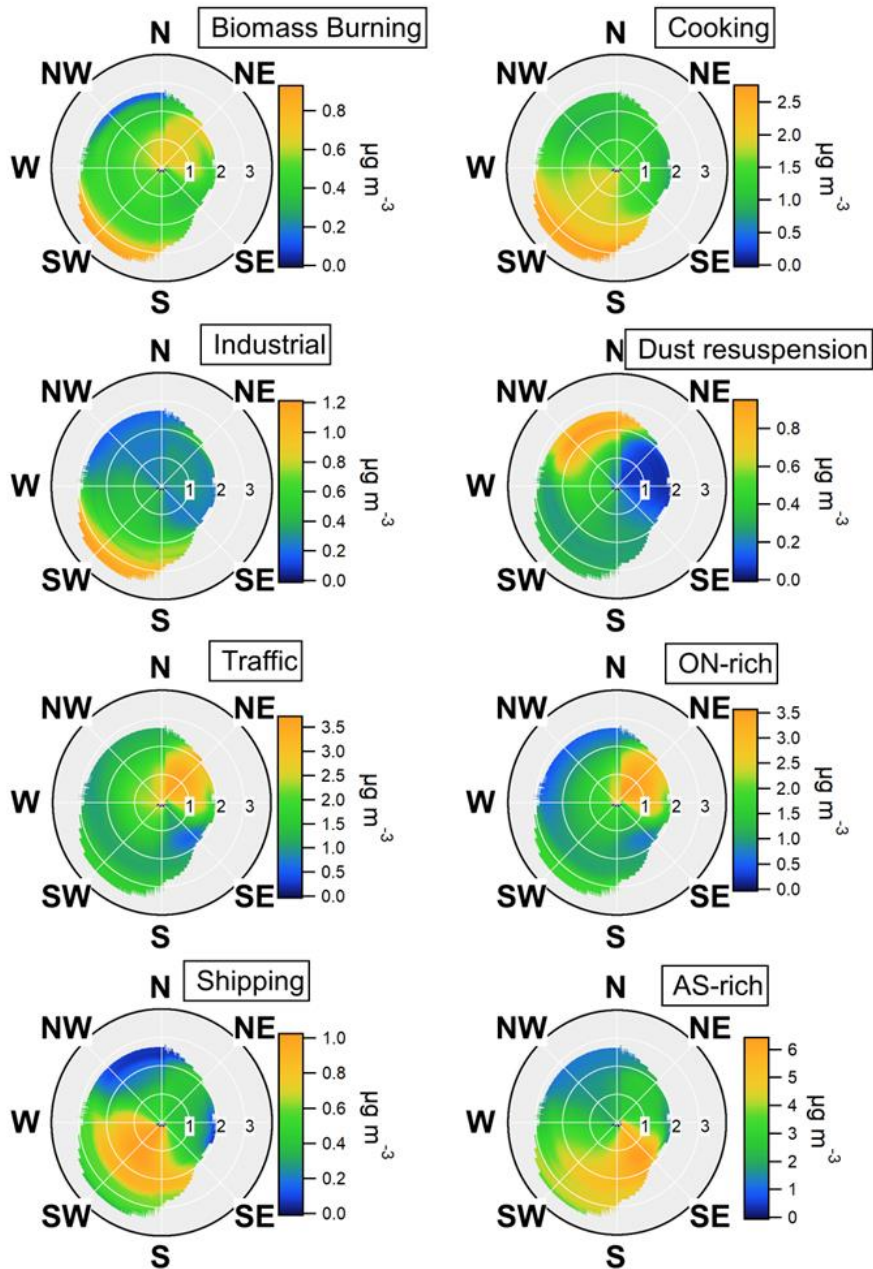 Biomass Burning
N
NW
NE
W
1 2 3
SW
SE
S
0.8
0.6
0.4
0.2
0.0
µg m-3
Cooking
N
NW
NE
W
1 2 3
SW
SE
S
2.5
2.0
1.5
1.0
0.5
0.0
µg m-3
Industrial
N
NW
NE
W
1 2 3
SW
SE
S
1.2
1.0
0.8
0.6
0.4
0.2
0.0
µg m-3
Dust resuspension
N
NW
NE
W
1 2 3
SW
SE
S
0.8
0.6
0.4
0.2
0.0
µg m-3
Traffic
N
NW
NE
W
1 2 3
SW
SE
S
3.5
3.0
2.5
2.0
1.5
1.0
0.5
0.0
µg m-3
ON-rich
N
NW
NE
W
1 2 3
SW
SE
S
3.5
3.0
2.5
2.0
1.5
1.0
0.5
0.0
µg m-3
Shipping
N
NW
NE
W
1 2 3
SW
SE
S
1.0
0.8
0.6
0.4
0.2
0.0
µg m-3
AS-rich
N
NW
NE
W
1 2 3
SW
SE
S
6
5
4
3
2
1
0
µg m-3